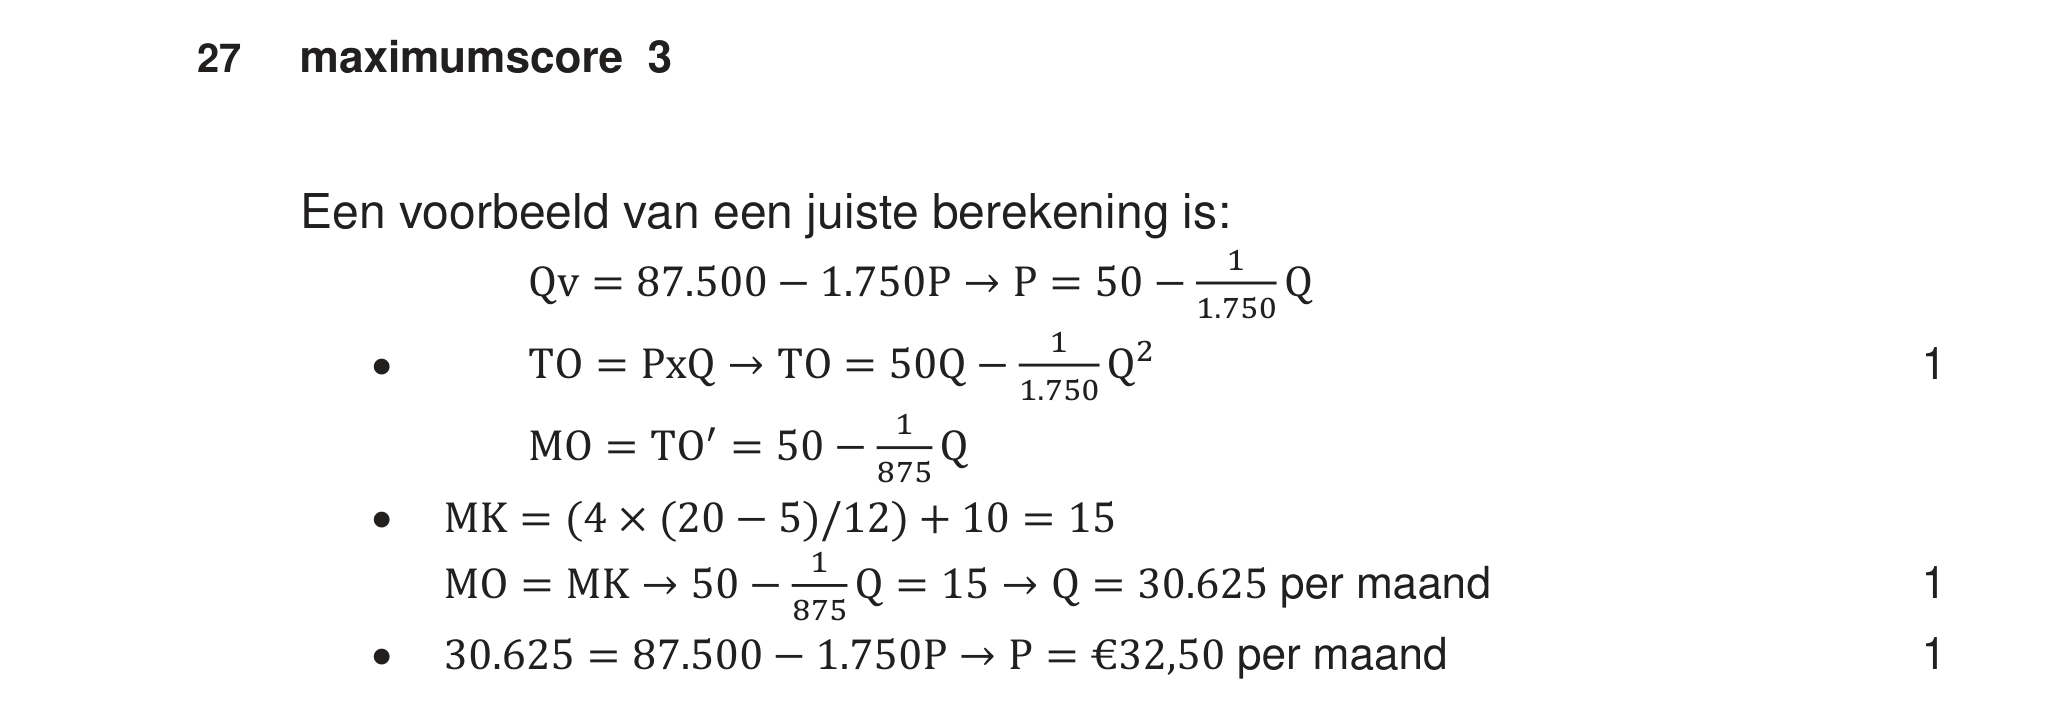 27 maximumscore 3
Een voorbeeld van een juiste berekening is:
Qv = 87.500 − 1.750P → P = 50 − 1/1.750 Q
• TO = PxQ → TO = 50Q − 1/1.750 Q² 1
MO = TO′ = 50 − 1/875 Q
• MK = (4 × (20 − 5)/12) + 10 = 15
MO = MK → 50 − 1/875 Q = 15 → Q = 30.625 per maand 1
• 30.625 = 87.500 − 1.750P → P = €32,50 per maand 1